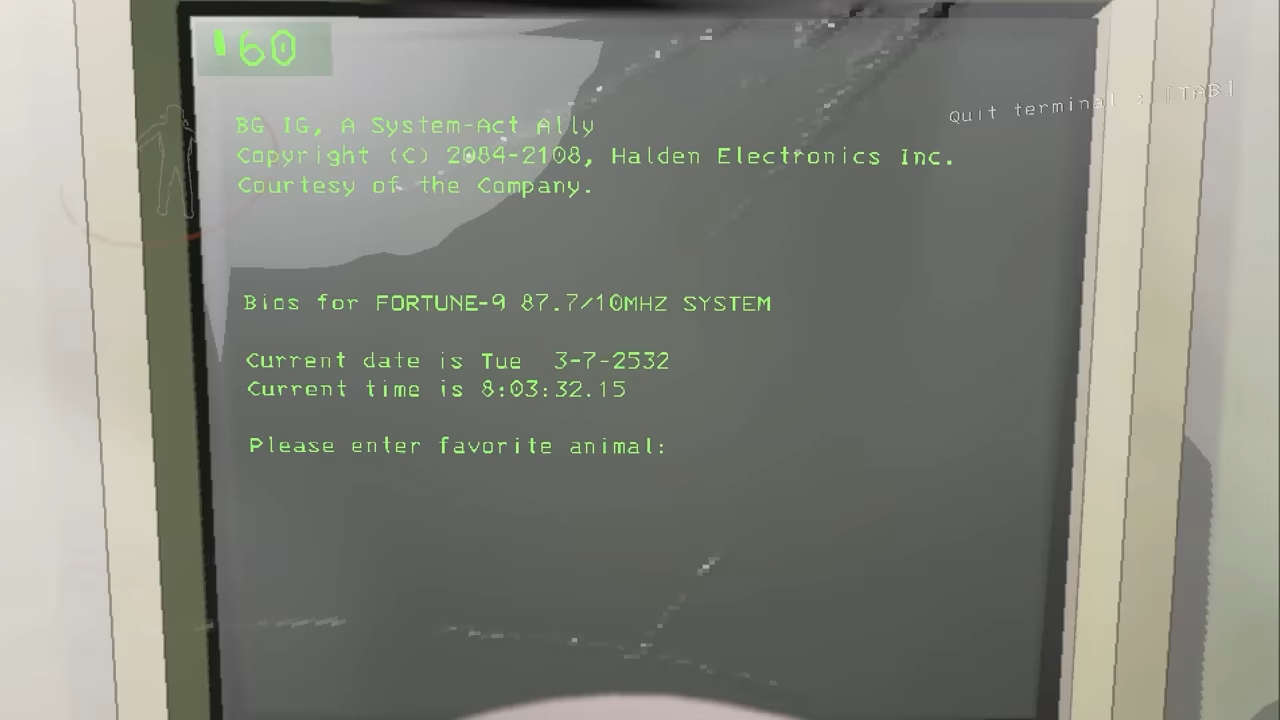 ▮60
Quit terminal : [TAB]
BG IG, A System-Act Ally
Copyright (C) 2084-2108, Halden Electronics Inc.
Courtesy of the Company.
Bios for FORTUNE-9 87.7/10MHZ SYSTEM
Current date is Tue 3-7-2532
Current time is 8:03:32.15
Please enter favorite animal: